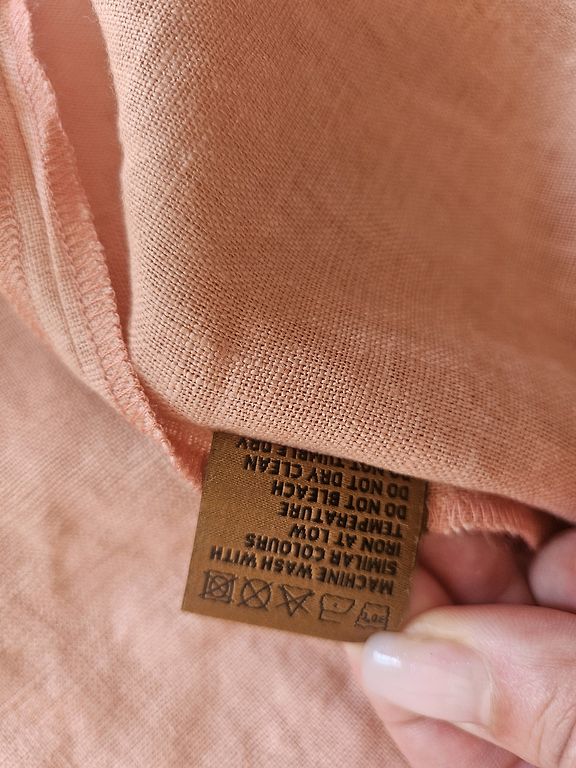 30°
MACHINE WASH WITH
SIMILAR COLOURS
IRON AT LOW
TEMPERATURE
DO NOT BLEACH
DO NOT DRY CLEAN
DO NOT TUMBLE DRY